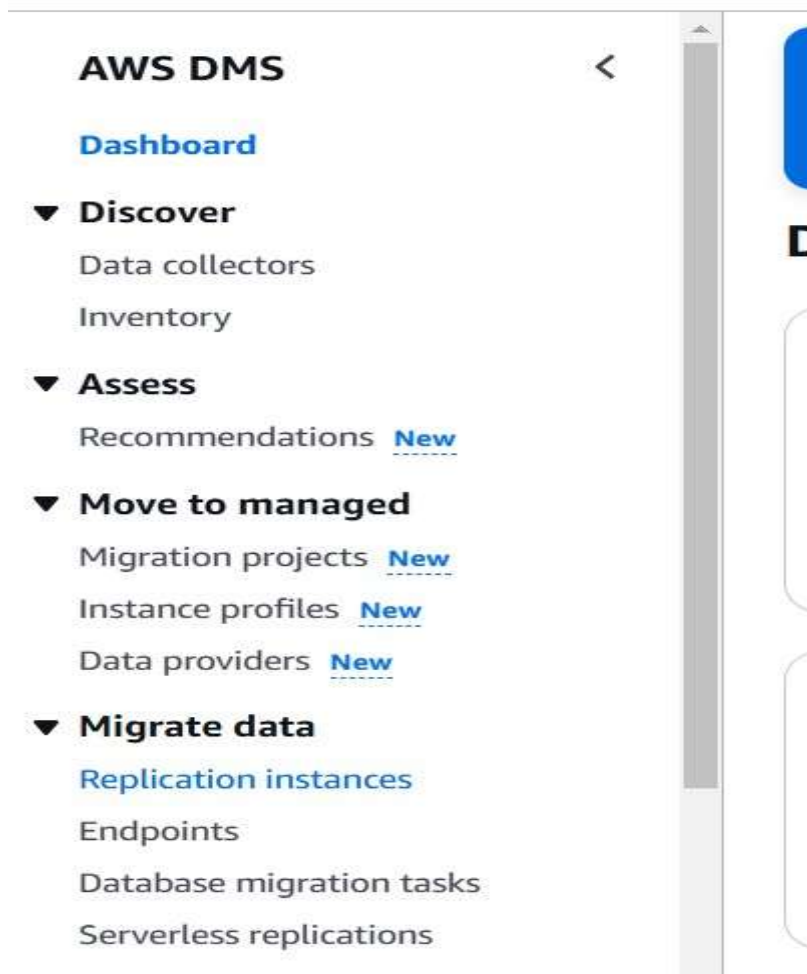 AWS DMS
Dashboard
Discover
Data collectors
Inventory
Assess
Recommendations New
Move to managed
Migration projects New
Instance profiles New
Data providers New
Migrate data
Replication instances
Endpoints
Database migration tasks
Serverless replications